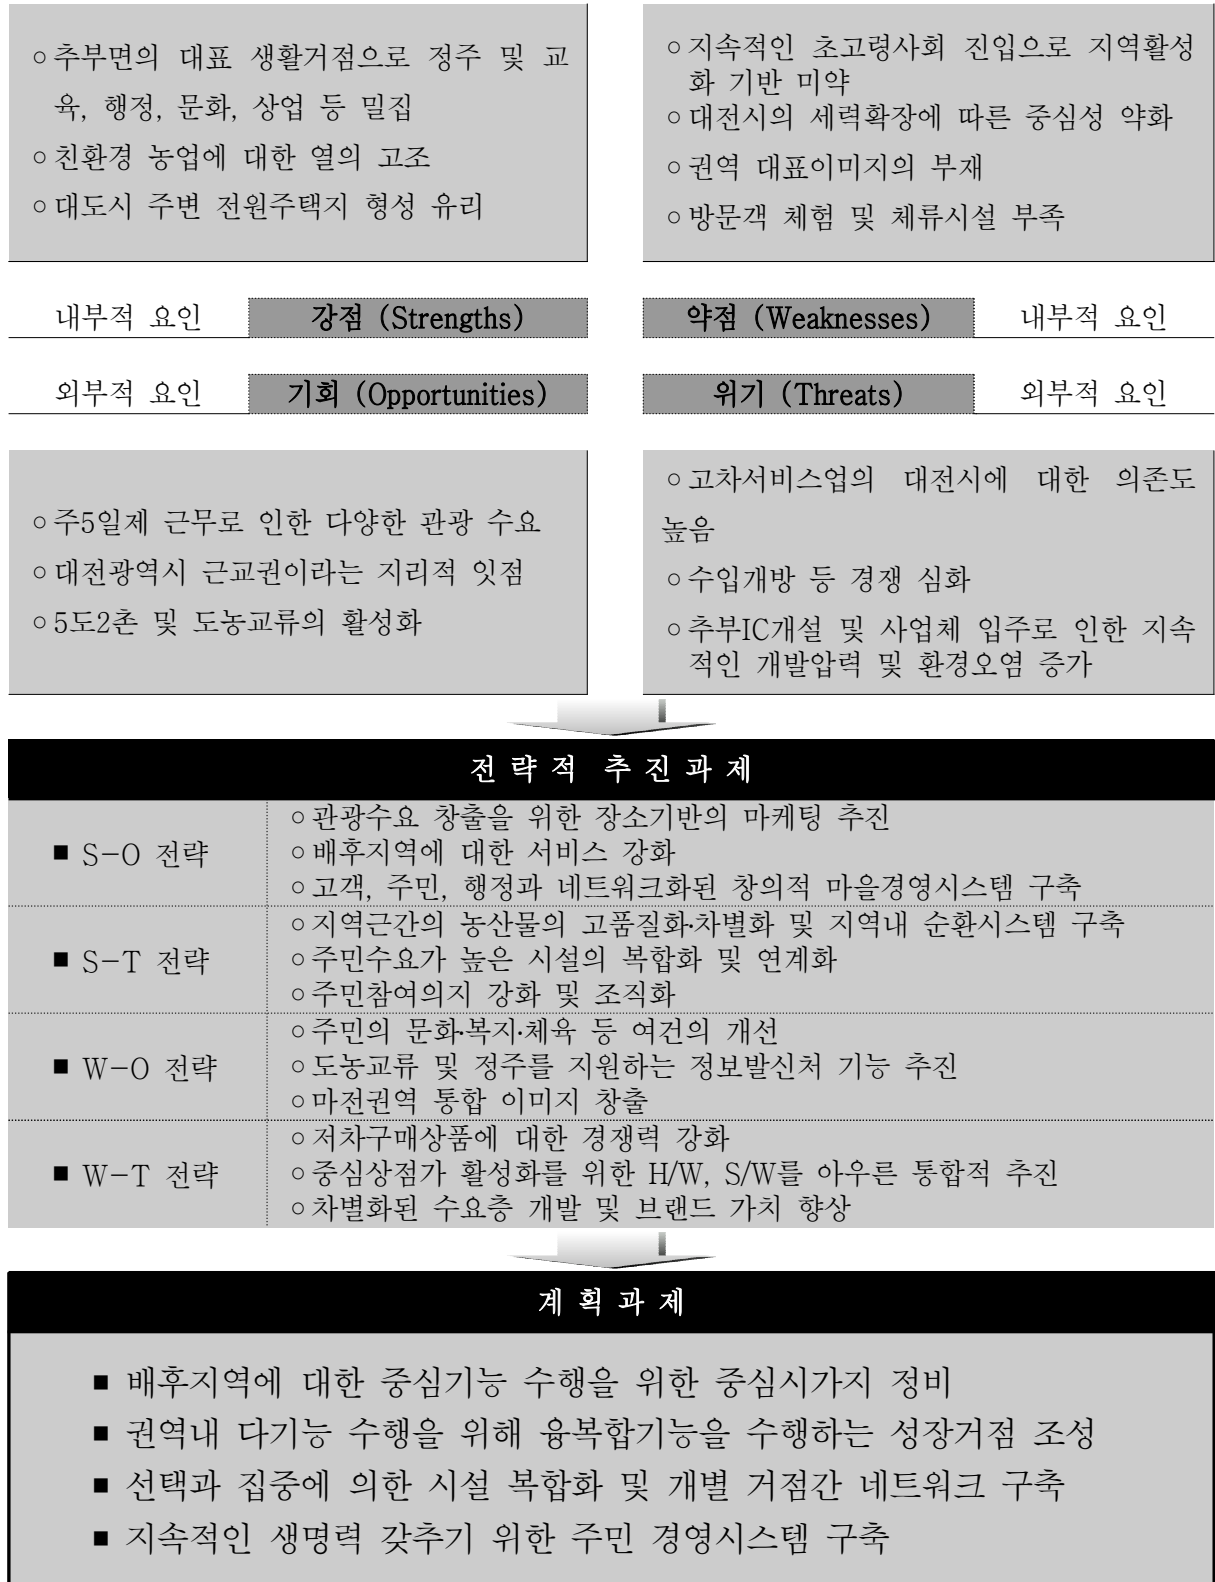 ○추부면의 대표 생활거점으로 정주 및 교
육, 행정, 문화, 상업 등 밀집
○친환경 농업에 대한 열의 고조
○대도시 주변 전원주택지 형성 유리
○지속적인 초고령사회 진입으로 지역활성
화 기반 미약
○대전시의 세력확장에 따른 중심성 약화
○권역 대표이미지의 부재
○방문객 체험 및 체류시설 부족
내부적 요인 강점 (Strengths) 약점 (Weaknesses) 내부적 요인
외부적 요인 기회 (Opportunities) 위기 (Threats) 외부적 요인
○주5일제 근무로 인한 다양한 관광 수요
○대전광역시 근교권이라는 지리적 잇점
○5도2촌 및 도농교류의 활성화
○고차서비스업의 대전시에 대한 의존도
높음
○수입개방 등 경쟁 심화
○추부IC개설 및 사업체 입주로 인한 지속
적인 개발압력 및 환경오염 증가
전 략 적 추 진 과 제
■ S-O 전략
○관광수요 창출을 위한 장소기반의 마케팅 추진
○배후지역에 대한 서비스 강화
○고객, 주민, 행정과 네트워크화된 창의적 마을경영시스템 구축
■ S-T 전략
○지역근간의 농산물의 고품질화·차별화 및 지역내 순환시스템 구축
○주민수요가 높은 시설의 복합화 및 연계화
○주민참여의지 강화 및 조직화
■ W-O 전략
○주민의 문화·복지·체육 등 여건의 개선
○도농교류 및 정주를 지원하는 정보발신처 기능 추진
○마전권역 통합 이미지 창출
■ W-T 전략
○저차구매상품에 대한 경쟁력 강화
○중심상점가 활성화를 위한 H/W, S/W를 아우른 통합적 추진
○차별화된 수요층 개발 및 브랜드 가치 향상
계 획 과 제
■ 배후지역에 대한 중심기능 수행을 위한 중심시가지 정비
■ 권역내 다기능 수행을 위해 융복합기능을 수행하는 성장거점 조성
■ 선택과 집중에 의한 시설 복합화 및 개별 거점간 네트워크 구축
■ 지속적인 생명력 갖추기 위한 주민 경영시스템 구축